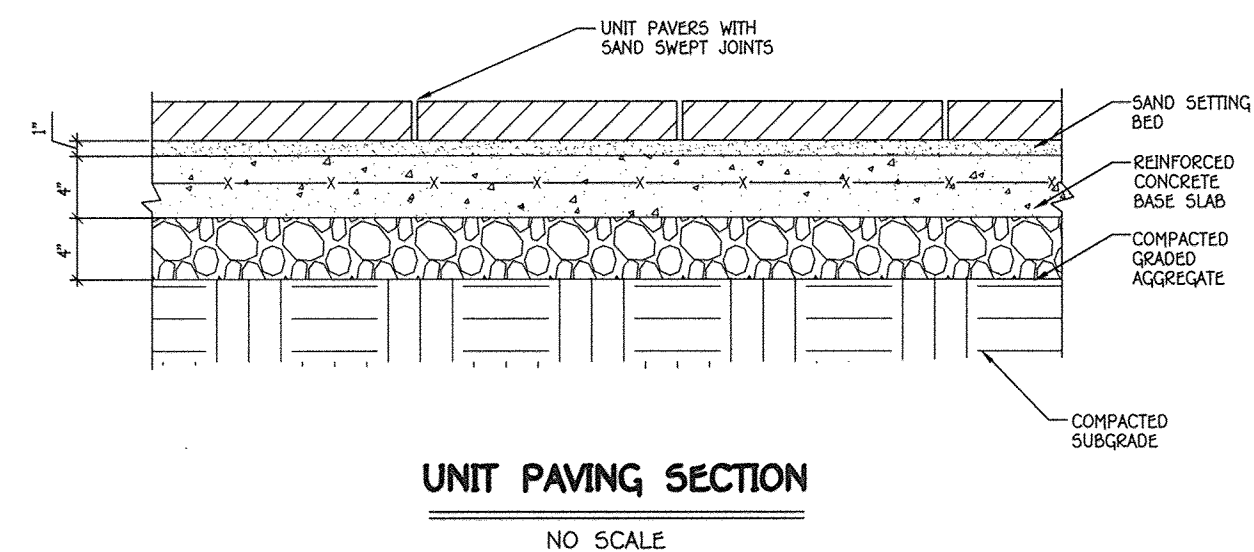 UNIT PAVERS WITH
SAND SWEPT JOINTS
1"
4"
4"
SAND SETTING
BED
REINFORCED
CONCRETE
BASE SLAB
COMPACTED
GRADED
AGGREGATE
COMPACTED
SUBGRADE
UNIT PAVING SECTION
NO SCALE